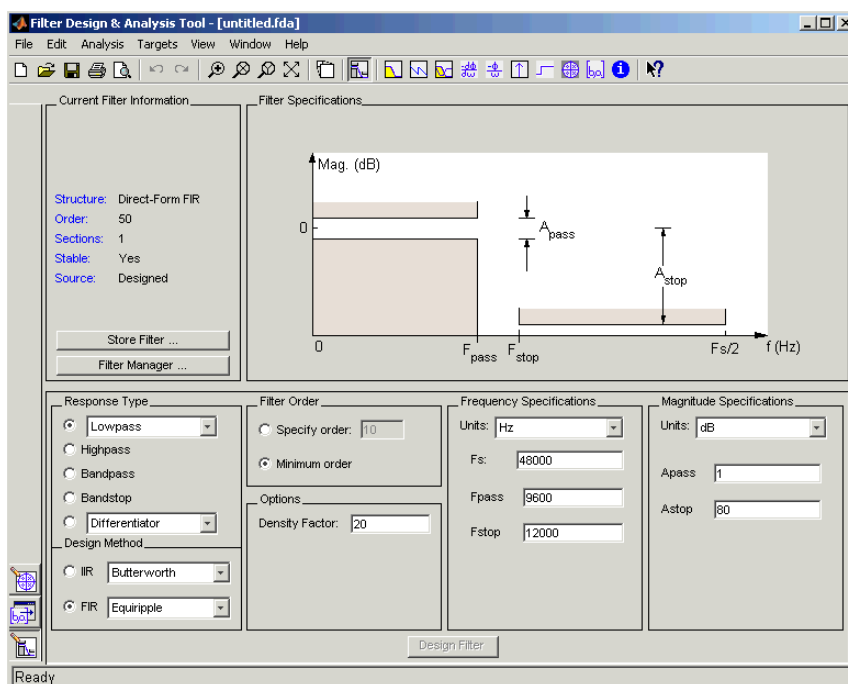 Filter Design & Analysis Tool - [untitled.fda]
File Edit Analysis Targets View Window Help
Current Filter Information
Structure: Direct-Form FIR
Order: 50
Sections: 1
Stable: Yes
Source: Designed
Store Filter ...
Filter Manager ...
Filter Specifications
Mag. (dB)
0
Apass
Astop
0
Fpass
Fstop
Fs/2
f (Hz)
Response Type
Lowpass
Highpass
Bandpass
Bandstop
Differentiator
Design Method
IIR Butterworth
FIR Equiripple
Filter Order
Specify order: 10
Minimum order
Options
Density Factor: 20
Frequency Specifications
Units: Hz
Fs: 48000
Fpass 9600
Fstop 12000
Magnitude Specifications
Units: dB
Apass 1
Astop 80
Design Filter
Ready